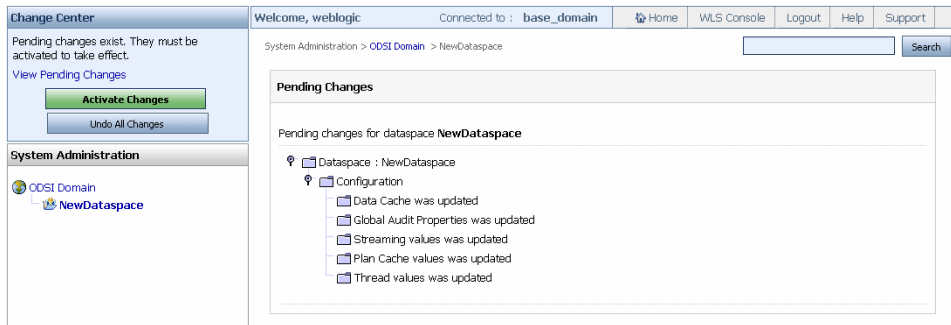 Change Center
Pending changes exist. They must be
activated to take effect.
View Pending Changes
Activate Changes
Undo All Changes
System Administration
ODSI Domain
NewDataspace
Welcome, weblogic
Connected to : base_domain
Home
WLS Console
Logout
Help
Support
System Administration > ODSI Domain > NewDataspace
Search
Pending Changes
Pending changes for dataspace NewDataspace
Dataspace : NewDataspace
Configuration
Data Cache was updated
Global Audit Properties was updated
Streaming values was updated
Plan Cache values was updated
Thread values was updated